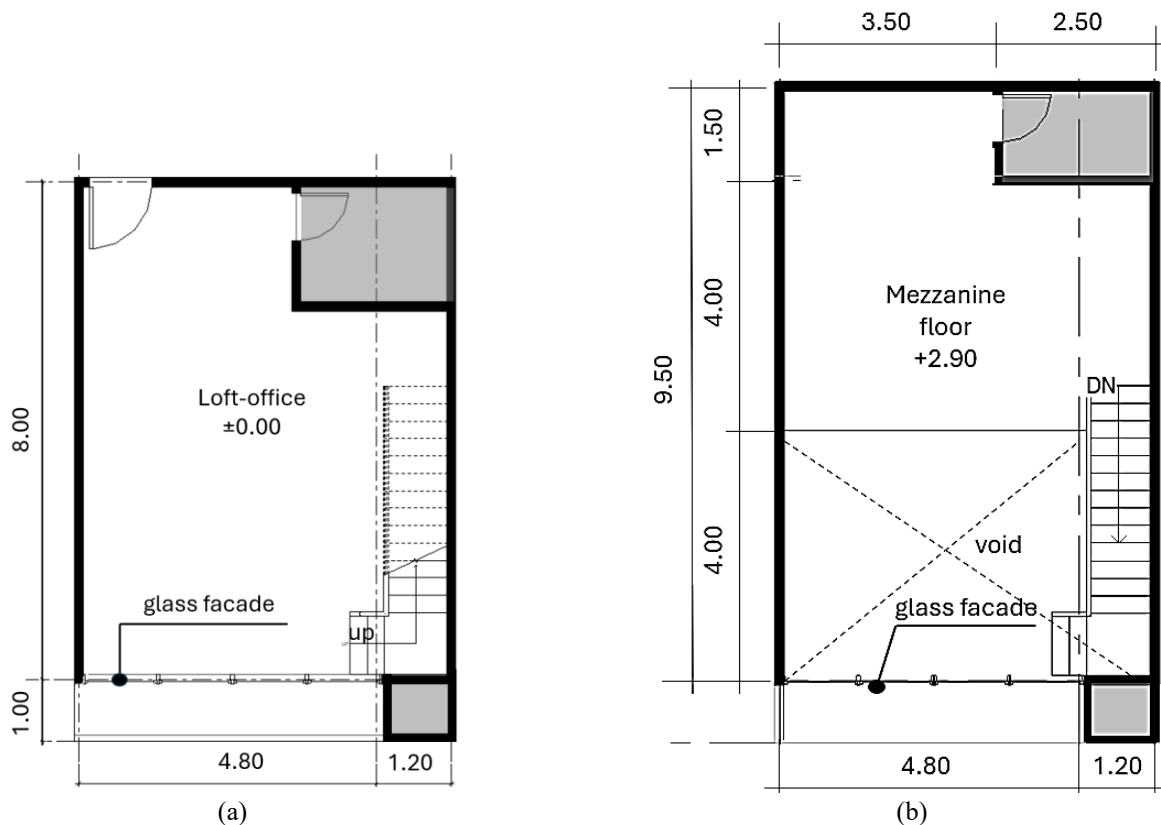 Loft-office
±0.00
glass facade
up
8.00
1.00
4.80
1.20
(a)
3.50
2.50
1.50
4.00
9.50
4.00
Mezzanine
floor
+2.90
DN
void
glass facade
4.80
1.20
(b)